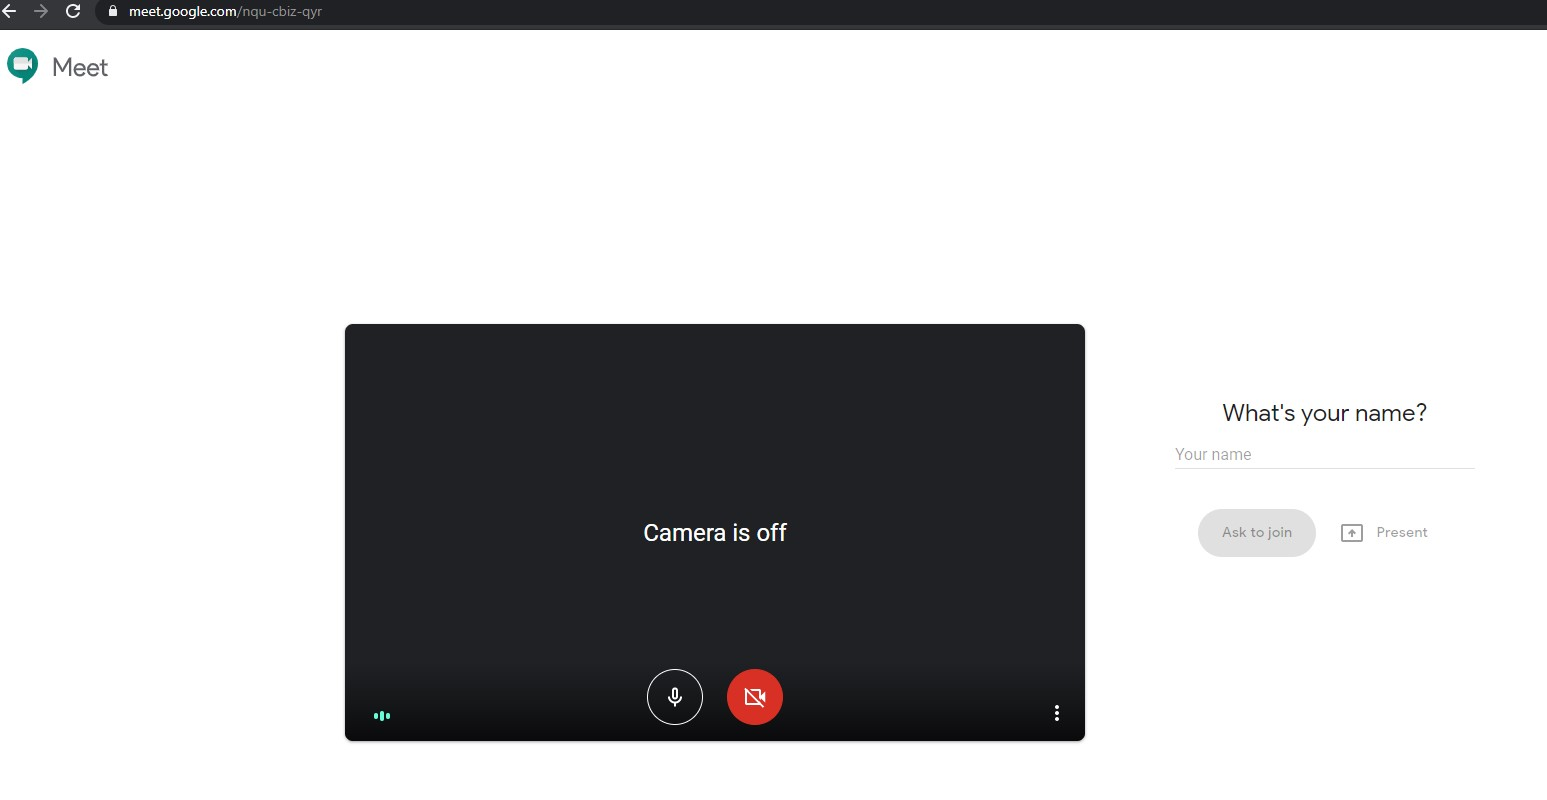 meet.google.com/nqu-cbiz-qyr
Meet
Camera is off
What's your name?
Your name
Ask to join
Present